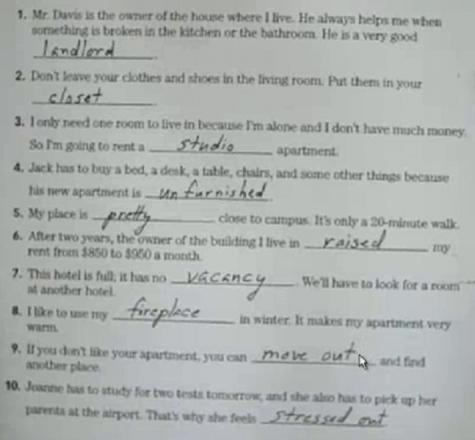 1. Mr. Davis is the owner of the house where I live. He always helps me when
something is broken in the kitchen or the bathroom. He is a very good
landlord.
2. Don't leave your clothes and shoes in the living room. Put them in your
closet.
3. I only need one room to live in because I'm alone and I don't have much money.
So I'm going to rent a studio apartment.
4. Jack has to buy a bed, a desk, a table, chairs, and some other things because
his new apartment is unfurnished.
5. My place is pretty close to campus. It's only a 20-minute walk.
6. After two years, the owner of the building I live in raised my
rent from $850 to $950 a month.
7. This hotel is full; it has no vacancy. We'll have to look for a room
at another hotel.
8. I like to use my fireplace in winter. It makes my apartment very
warm.
9. If you don't like your apartment, you can move out and find
another place.
10. Joanne has to study for two tests tomorrow, and she also has to pick up her
parents at the airport. That's why she feels stressed out